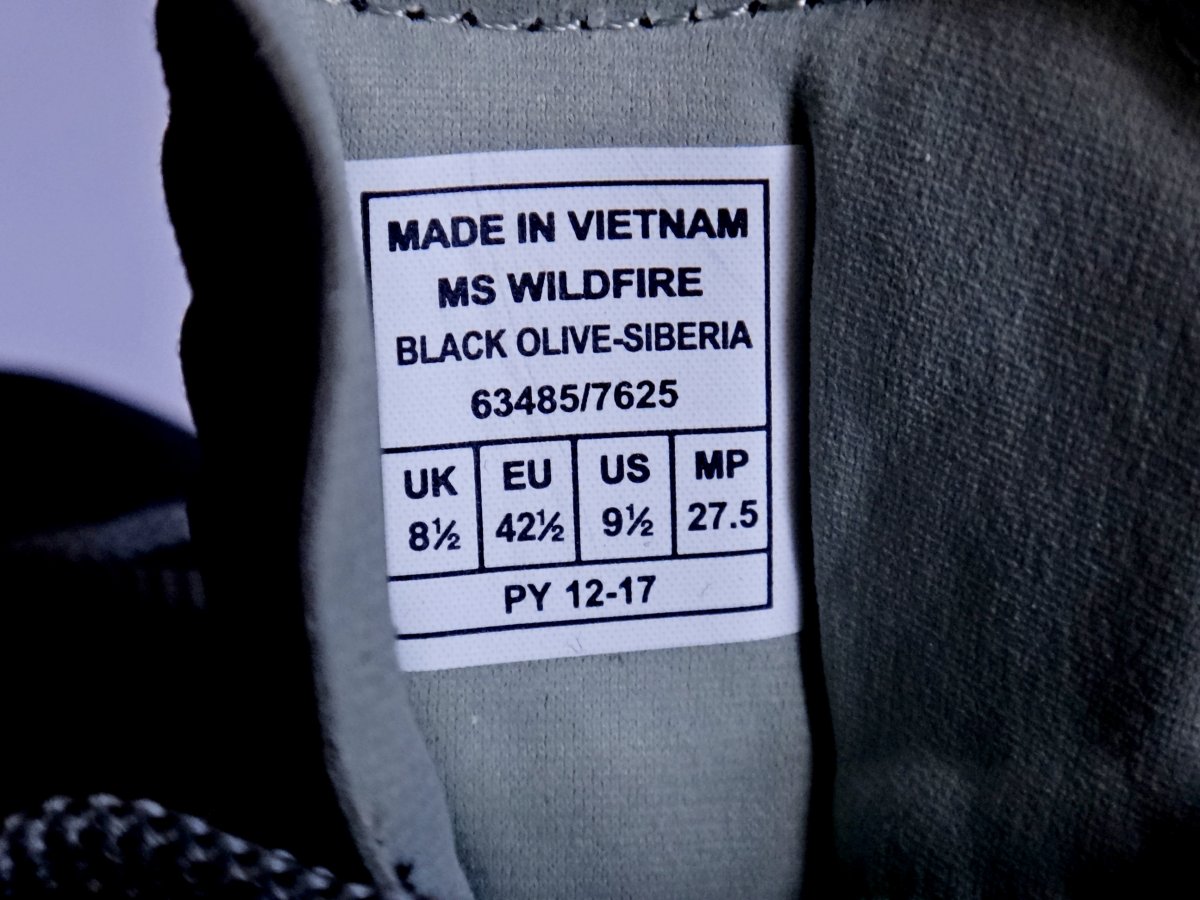 MADE IN VIETNAM
MS WILDFIRE
BLACK OLIVE-SIBERIA
63485/7625
UK EU US MP
8½ 42½ 9½ 27.5
PY 12-17